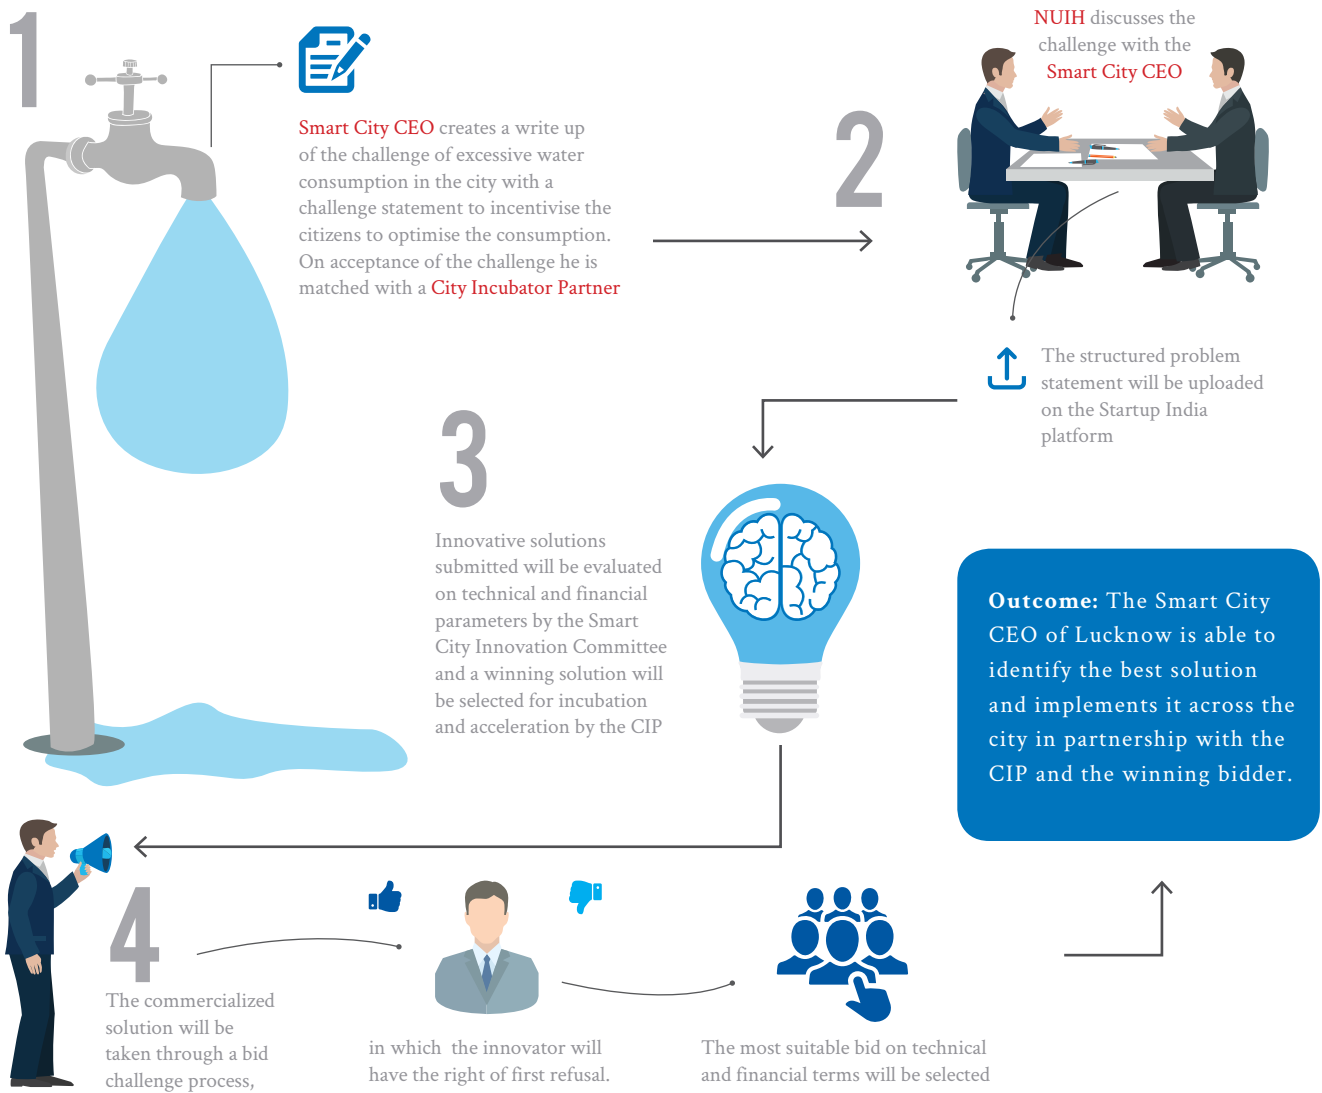 1
Smart City CEO creates a write up
of the challenge of excessive water
consumption in the city with a
challenge statement to incentivise the
citizens to optimise the consumption.
On acceptance of the challenge he is
matched with a City Incubator Partner
2
NUIH discusses the
challenge with the
Smart City CEO
The structured problem
statement will be uploaded
on the Startup India
platform
3
Innovative solutions
submitted will be evaluated
on technical and financial
parameters by the Smart
City Innovation Committee
and a winning solution will
be selected for incubation
and acceleration by the CIP
4
The commercialized
solution will be
taken through a bid
challenge process,
in which the innovator will
have the right of first refusal.
The most suitable bid on technical
and financial terms will be selected
Outcome: The Smart City
CEO of Lucknow is able to
identify the best solution
and implements it across the
city in partnership with the
CIP and the winning bidder.